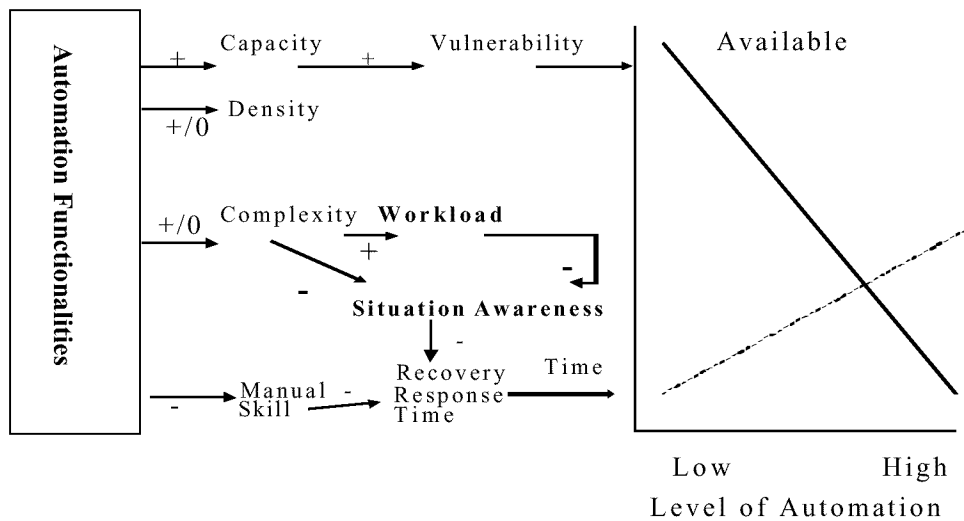 Automation Functionalities
+
Capacity
+
Vulnerability
Available
+/0
Density
+/0
Complexity
Workload
+
-
-
Situation Awareness
-
-
Manual
Skill
-
Recovery
Response
Time
Time
Low
High
Level of Automation